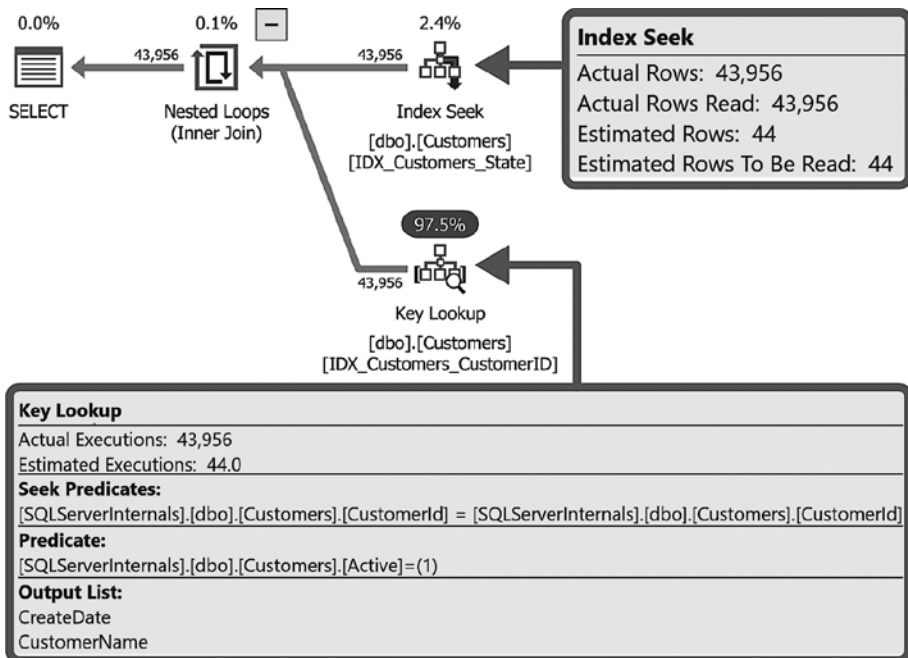 0.0%
0.1%
−
2.4%
43,956
43,956
SELECT
Nested Loops
(Inner Join)
Index Seek
[dbo].[Customers]
[IDX_Customers_State]
Index Seek
Actual Rows: 43,956
Actual Rows Read: 43,956
Estimated Rows: 44
Estimated Rows To Be Read: 44
97.5%
43,956
Key Lookup
[dbo].[Customers]
[IDX_Customers_CustomerID]
Key Lookup
Actual Executions: 43,956
Estimated Executions: 44.0
Seek Predicates:
[SQLServerInternals].[dbo].[Customers].[CustomerId] = [SQLServerInternals].[dbo].[Customers].[CustomerId]
Predicate:
[SQLServerInternals].[dbo].[Customers].[Active]=(1)
Output List:
CreateDate
CustomerName